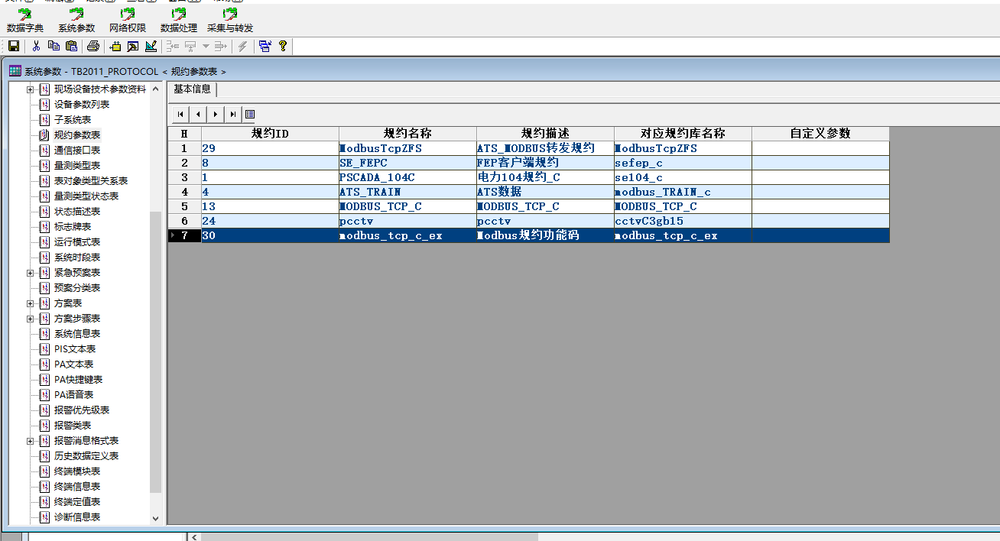 数据字典 系统参数 网络权限 数据处理 采集与转发
系统参数 - TB2011_PROTOCOL < 规约参数表 >
现场设备技术参数资料
设备参数列表
子系统表
规约参数表
通信接口表
量测类型表
表对象类型关系表
量测类型状态表
状态描述表
标志牌表
运行模式表
系统时段表
紧急预案表
预案分类表
方案表
方案步骤表
系统信息表
PIS文本表
PA文本表
PA快捷键表
PA语音表
报警优先级表
报警类表
报警消息格式表
历史数据定义表
终端模块表
终端信息表
终端定值表
诊断信息表
基本信息
H 规约ID 规约名称 规约描述 对应规约库名称 自定义参数
1 29 ModbusTcpZFS ATS_MODBUS转发规约 ModbusTcpZFS
2 8 SE_FEPC FEP客户端规约 sefep_c
3 1 PSCADA_104C 电力104规约_C se104_c
4 4 ATS_TRAIN ATS数据 modbus_TRAIN_c
5 13 MODBUS_TCP_C MODBUS_TCP_C MODBUS_TCP_C
6 24 pcctv pcctv cctvC3gb15
7 30 modbus_tcp_c_ex Modbus规约功能码 modbus_tcp_c_ex